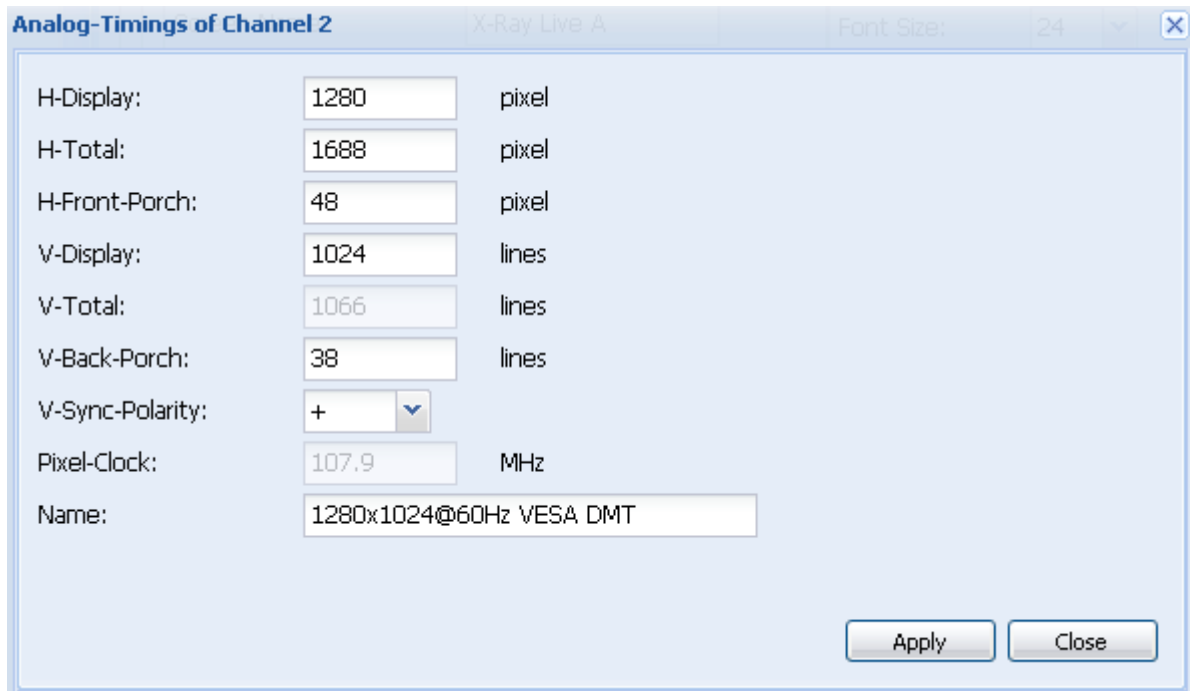 Analog-Timings of Channel 2 X-Ray Live A Font Size: 24
H-Display: 1280 pixel
H-Total: 1688 pixel
H-Front-Porch: 48 pixel
V-Display: 1024 lines
V-Total: 1066 lines
V-Back-Porch: 38 lines
V-Sync-Polarity: +
Pixel-Clock: 107.9 MHz
Name: 1280x1024@60Hz VESA DMT
Apply Close